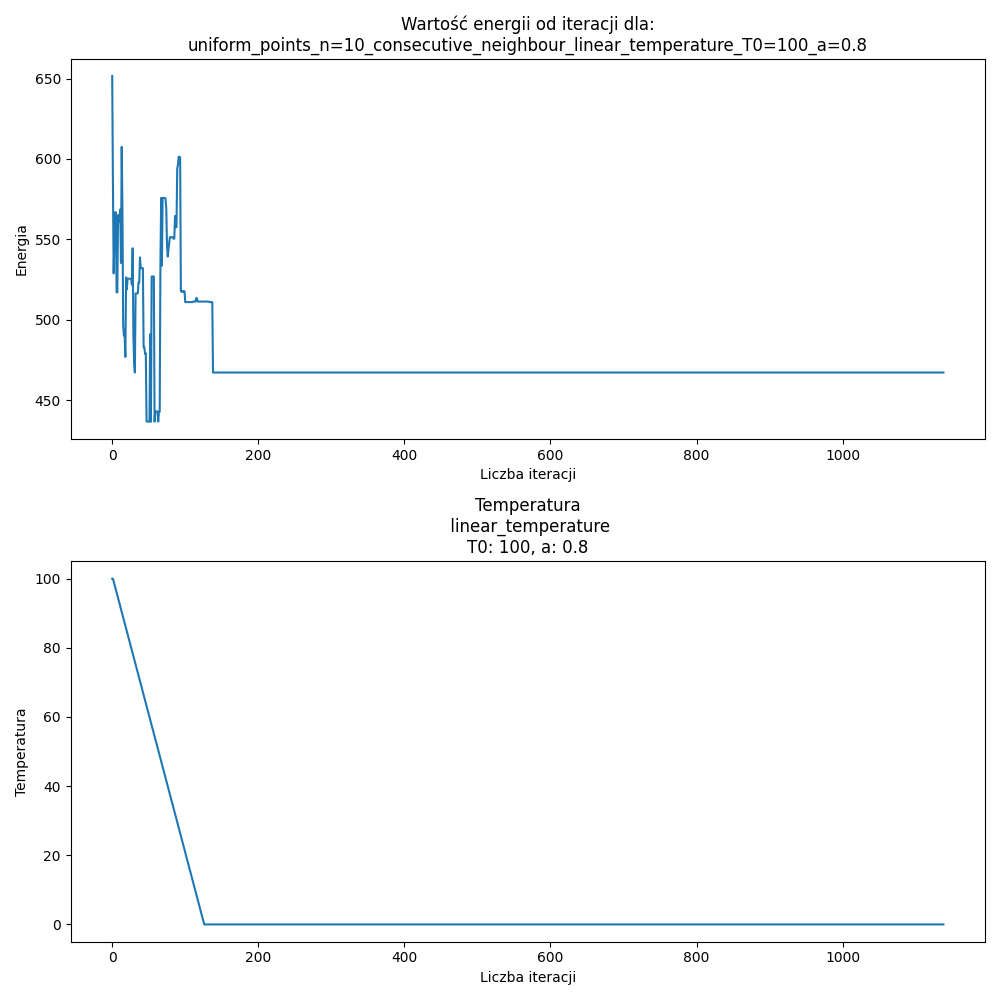 Wartość energii od iteracji dla:
uniform_points_n=10_consecutive_neighbour_linear_temperature_T0=100_a=0.8
650
600
550
500
450
Energia
0 200 400 600 800 1000
Liczba iteracji
Temperatura
linear_temperature
T0: 100, a: 0.8
100
80
60
40
20
0
Temperatura
0 200 400 600 800 1000
Liczba iteracji